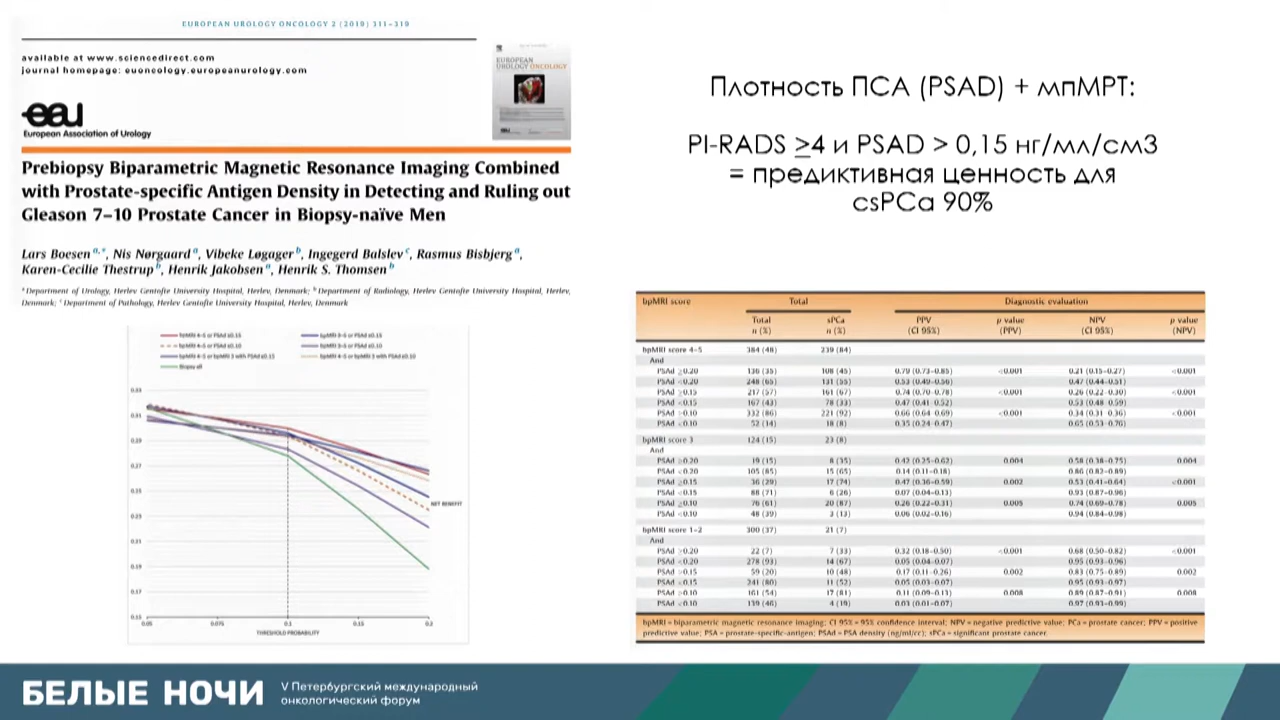 EUROPEAN UROLOGY ONCOLOGY 2 (2019) 311–319
available at www.sciencedirect.com
journal homepage: euoncology.europeanurology.com
eau
European Association of Urology
EUROPEAN
UROLOGY ONCOLOGY
Prebiopsy Biparametric Magnetic Resonance Imaging Combined
with Prostate-specific Antigen Density in Detecting and Ruling out
Gleason 7–10 Prostate Cancer in Biopsy-naïve Men
Lars Boesen a,*, Nis Nørgaard a, Vibeke Løgager b, Ingegerd Balslev c, Rasmus Bisbjerg a,
Karen-Cecilie Thestrup b, Henrik Jakobsen a, Henrik S. Thomsen b
a Department of Urology, Herlev Gentofte University Hospital, Herlev, Denmark; b Department of Radiology, Herlev Gentofte University Hospital, Herlev,
Denmark; c Department of Pathology, Herlev Gentofte University Hospital, Herlev, Denmark
Biopsy all
NET BENEFIT
0.05 0.075 0.1 0.15 0.2
THRESHOLD PROBABILITY
Плотность ПСА (PSAD) + мпМРТ:
PI-RADS ≥4 и PSAD > 0,15 нг/мл/см3
= предиктивная ценность для
csPCa 90%
bpMRI score Total Diagnostic evaluation
Total sPCa PPV p value NPV p value
n (%) n (%) (CI 95%) (PPV) (CI 95%) (NPV)
bpMRI score 4–5 384 (48) 239 (84)
And
PSAd ≥0.20 136 (35) 108 (45) 0.79 (0.73–0.85) <0.001 0.21 (0.15–0.27) <0.001
PSAd <0.20 248 (65) 131 (55) 0.53 (0.49–0.56) 0.47 (0.44–0.51)
PSAd ≥0.15 217 (57) 161 (67) 0.74 (0.70–0.78) <0.001 0.26 (0.22–0.30) <0.001
PSAd <0.15 167 (43) 78 (33) 0.47 (0.41–0.52) 0.53 (0.48–0.59)
PSAd ≥0.10 332 (86) 221 (92) 0.66 (0.64–0.69) <0.001 0.34 (0.31–0.36) <0.001
PSAd <0.10 52 (14) 18 (8) 0.35 (0.24–0.47) 0.65 (0.53–0.76)
bpMRI score 3 124 (15) 23 (8)
And
PSAd ≥0.20 19 (15) 8 (35) 0.42 (0.25–0.62) 0.004 0.58 (0.38–0.75) 0.004
PSAd <0.20 105 (85) 15 (65) 0.14 (0.11–0.18) 0.86 (0.82–0.89)
PSAd ≥0.15 36 (29) 17 (74) 0.47 (0.36–0.59) 0.002 0.53 (0.41–0.64) <0.001
PSAd <0.15 88 (71) 6 (26) 0.07 (0.04–0.13) 0.93 (0.87–0.96)
PSAd ≥0.10 76 (61) 20 (87) 0.26 (0.22–0.31) 0.005 0.74 (0.69–0.78) 0.005
PSAd <0.10 48 (39) 3 (13) 0.06 (0.02–0.16) 0.94 (0.84–0.98)
bpMRI score 1–2 300 (37) 21 (7)
And
PSAd ≥0.20 22 (7) 7 (33) 0.32 (0.18–0.50) <0.001 0.68 (0.50–0.82) <0.001
PSAd <0.20 278 (93) 14 (67) 0.05 (0.04–0.07) 0.95 (0.93–0.96)
PSAd ≥0.15 59 (20) 10 (48) 0.17 (0.11–0.26) 0.002 0.83 (0.75–0.89) 0.002
PSAd <0.15 241 (80) 11 (52) 0.05 (0.03–0.07) 0.95 (0.93–0.97)
PSAd ≥0.10 161 (54) 17 (81) 0.11 (0.09–0.13) 0.008 0.89 (0.87–0.91) 0.008
PSAd <0.10 139 (46) 4 (19) 0.03 (0.01–0.07) 0.97 (0.93–0.99)
bpMRI = biparametric magnetic resonance imaging; CI 95% = 95% confidence interval; NPV = negative predictive value; PCa = prostate cancer; PPV = positive
predictive value; PSA = prostate-specific-antigen; PSAd = PSA density (ng/ml/cc); sPCa = significant prostate cancer.
БЕЛЫЕ НОЧИ
V Петербургский международный
онкологический форум